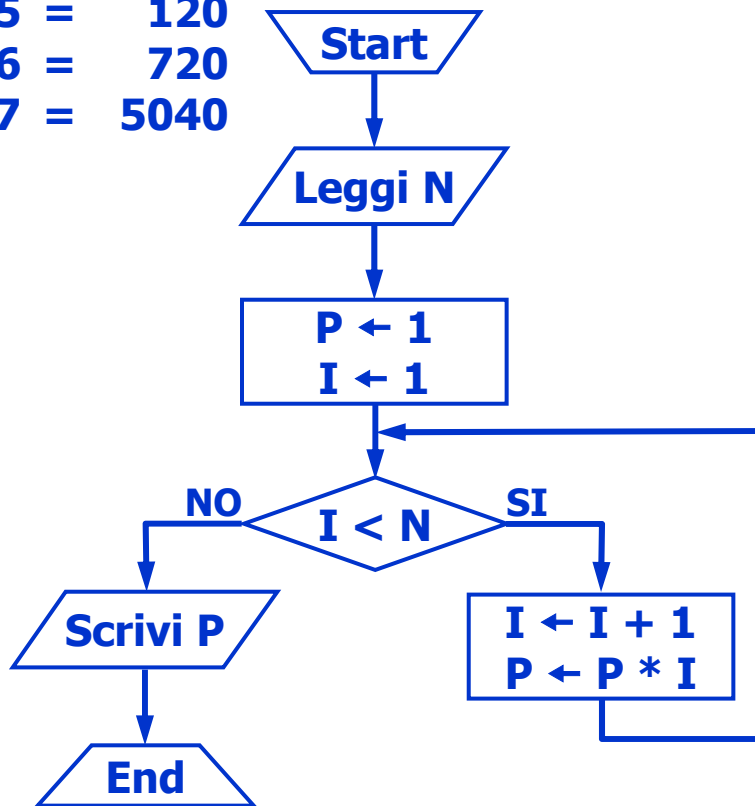 5 = 120
6 = 720
7 = 5040
Start
Leggi N
P ← 1
I ← 1
I < N
NO
SI
Scrivi P
I ← I + 1
P ← P * I
End